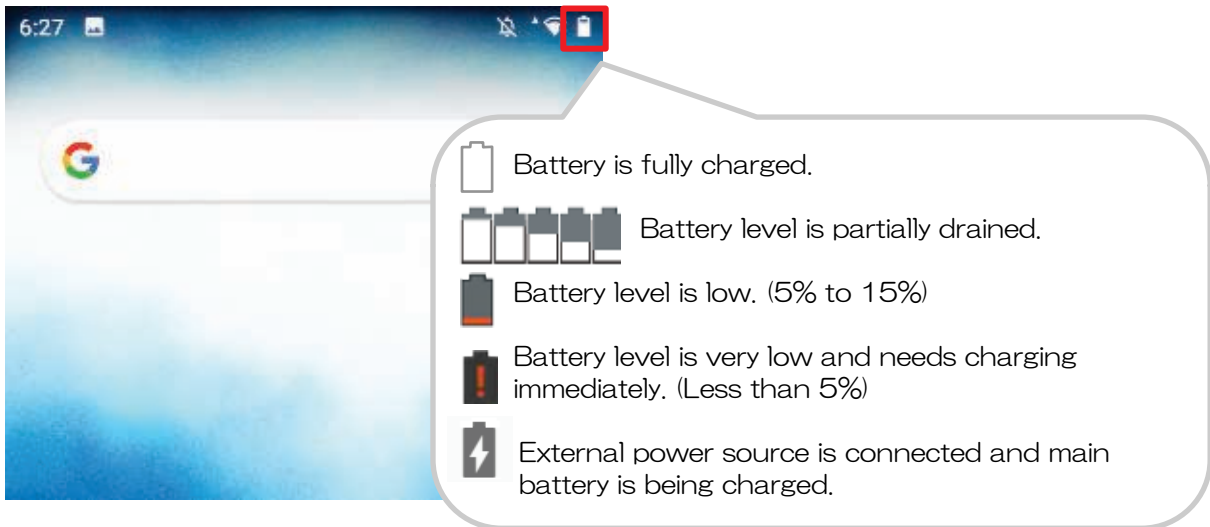 6:27
G
Battery is fully charged.
Battery level is partially drained.
Battery level is low. (5% to 15%)
Battery level is very low and needs charging
immediately. (Less than 5%)
External power source is connected and main
battery is being charged.